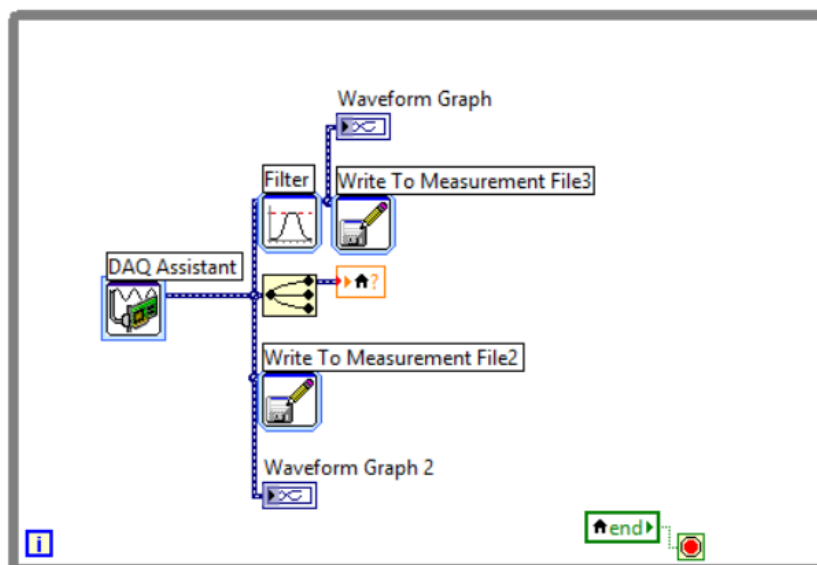 Waveform Graph
Filter
Write To Measurement File3
DAQ Assistant
?
Write To Measurement File2
Waveform Graph 2
end
i